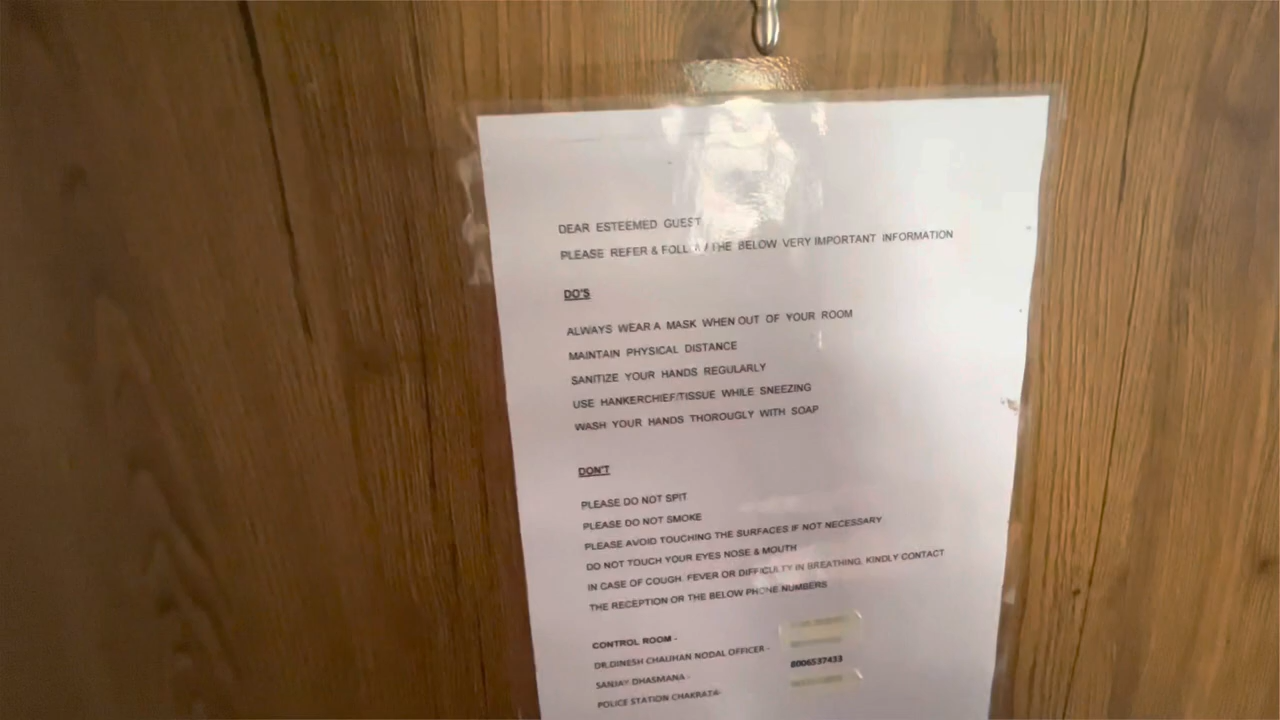 DEAR ESTEEMED GUEST
PLEASE REFER & FOLLOW THE BELOW VERY IMPORTANT INFORMATION
DO'S
ALWAYS WEAR A MASK WHEN OUT OF YOUR ROOM
MAINTAIN PHYSICAL DISTANCE
SANITIZE YOUR HANDS REGULARLY
USE HANKERCHIEF/TISSUE WHILE SNEEZING
WASH YOUR HANDS THOROUGLY WITH SOAP
DON'T
PLEASE DO NOT SPIT
PLEASE DO NOT SMOKE
PLEASE AVOID TOUCHING THE SURFACES IF NOT NECESSARY
DO NOT TOUCH YOUR EYES NOSE & MOUTH
IN CASE OF COUGH, FEVER OR DIFFICULTY IN BREATHING, KINDLY CONTACT
THE RECEPTION OR THE BELOW PHONE NUMBERS
CONTROL ROOM -
DR.DINESH CHAUHAN NODAL OFFICER -
SANJAY DHASMANA - 8006537433
POLICE STATION CHAKRATA-